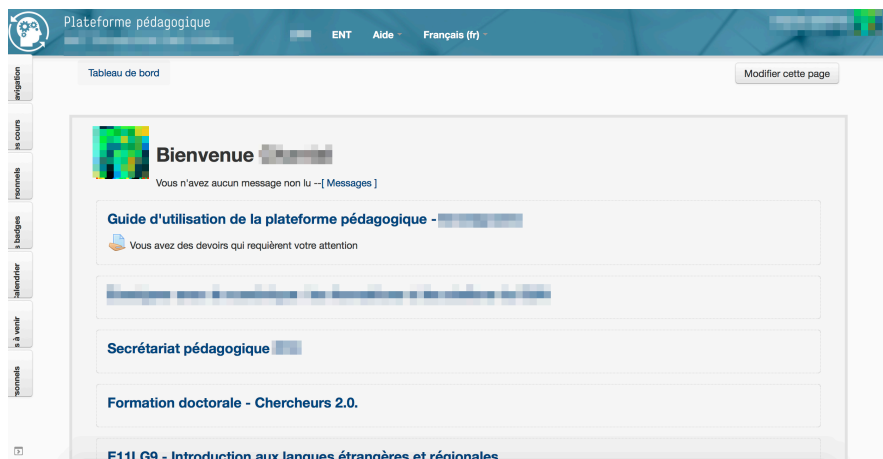 Plateforme pédagogique
ENT Aide Français (fr)
Tableau de bord
Modifier cette page
Bienvenue
Vous n'avez aucun message non lu --[ Messages ]
Guide d'utilisation de la plateforme pédagogique -
Vous avez des devoirs qui requièrent votre attention
Secrétariat pédagogique
Formation doctorale - Chercheurs 2.0.
E11LG9 - Introduction aux langues étrangères et régionales
avigation
es cours
rsonnels
s badges
alendrier
s à venir
sonnels